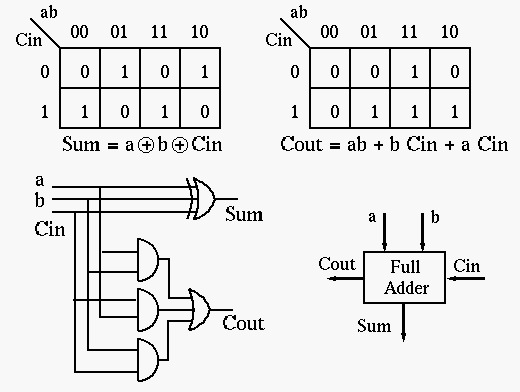 ab
Cin 00 01 11 10
0 0 1 0 1
1 1 0 1 0
Sum = a ⊕ b ⊕ Cin
ab
Cin 00 01 11 10
0 0 0 1 0
1 0 1 1 1
Cout = ab + b Cin + a Cin
a
b
Cin
Sum
Cout
a b
Cout Full Adder Cin
Sum